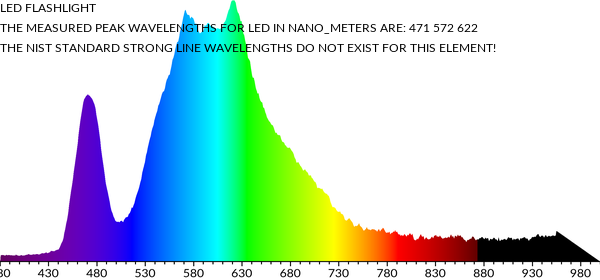 LED FLASHLIGHT
THE MEASURED PEAK WAVELENGTHS FOR LED IN NANO_METERS ARE: 471 572 622
THE NIST STANDARD STRONG LINE WAVELENGTHS DO NOT EXIST FOR THIS ELEMENT!
80 430 480 530 580 630 680 730 780 830 880 930 980